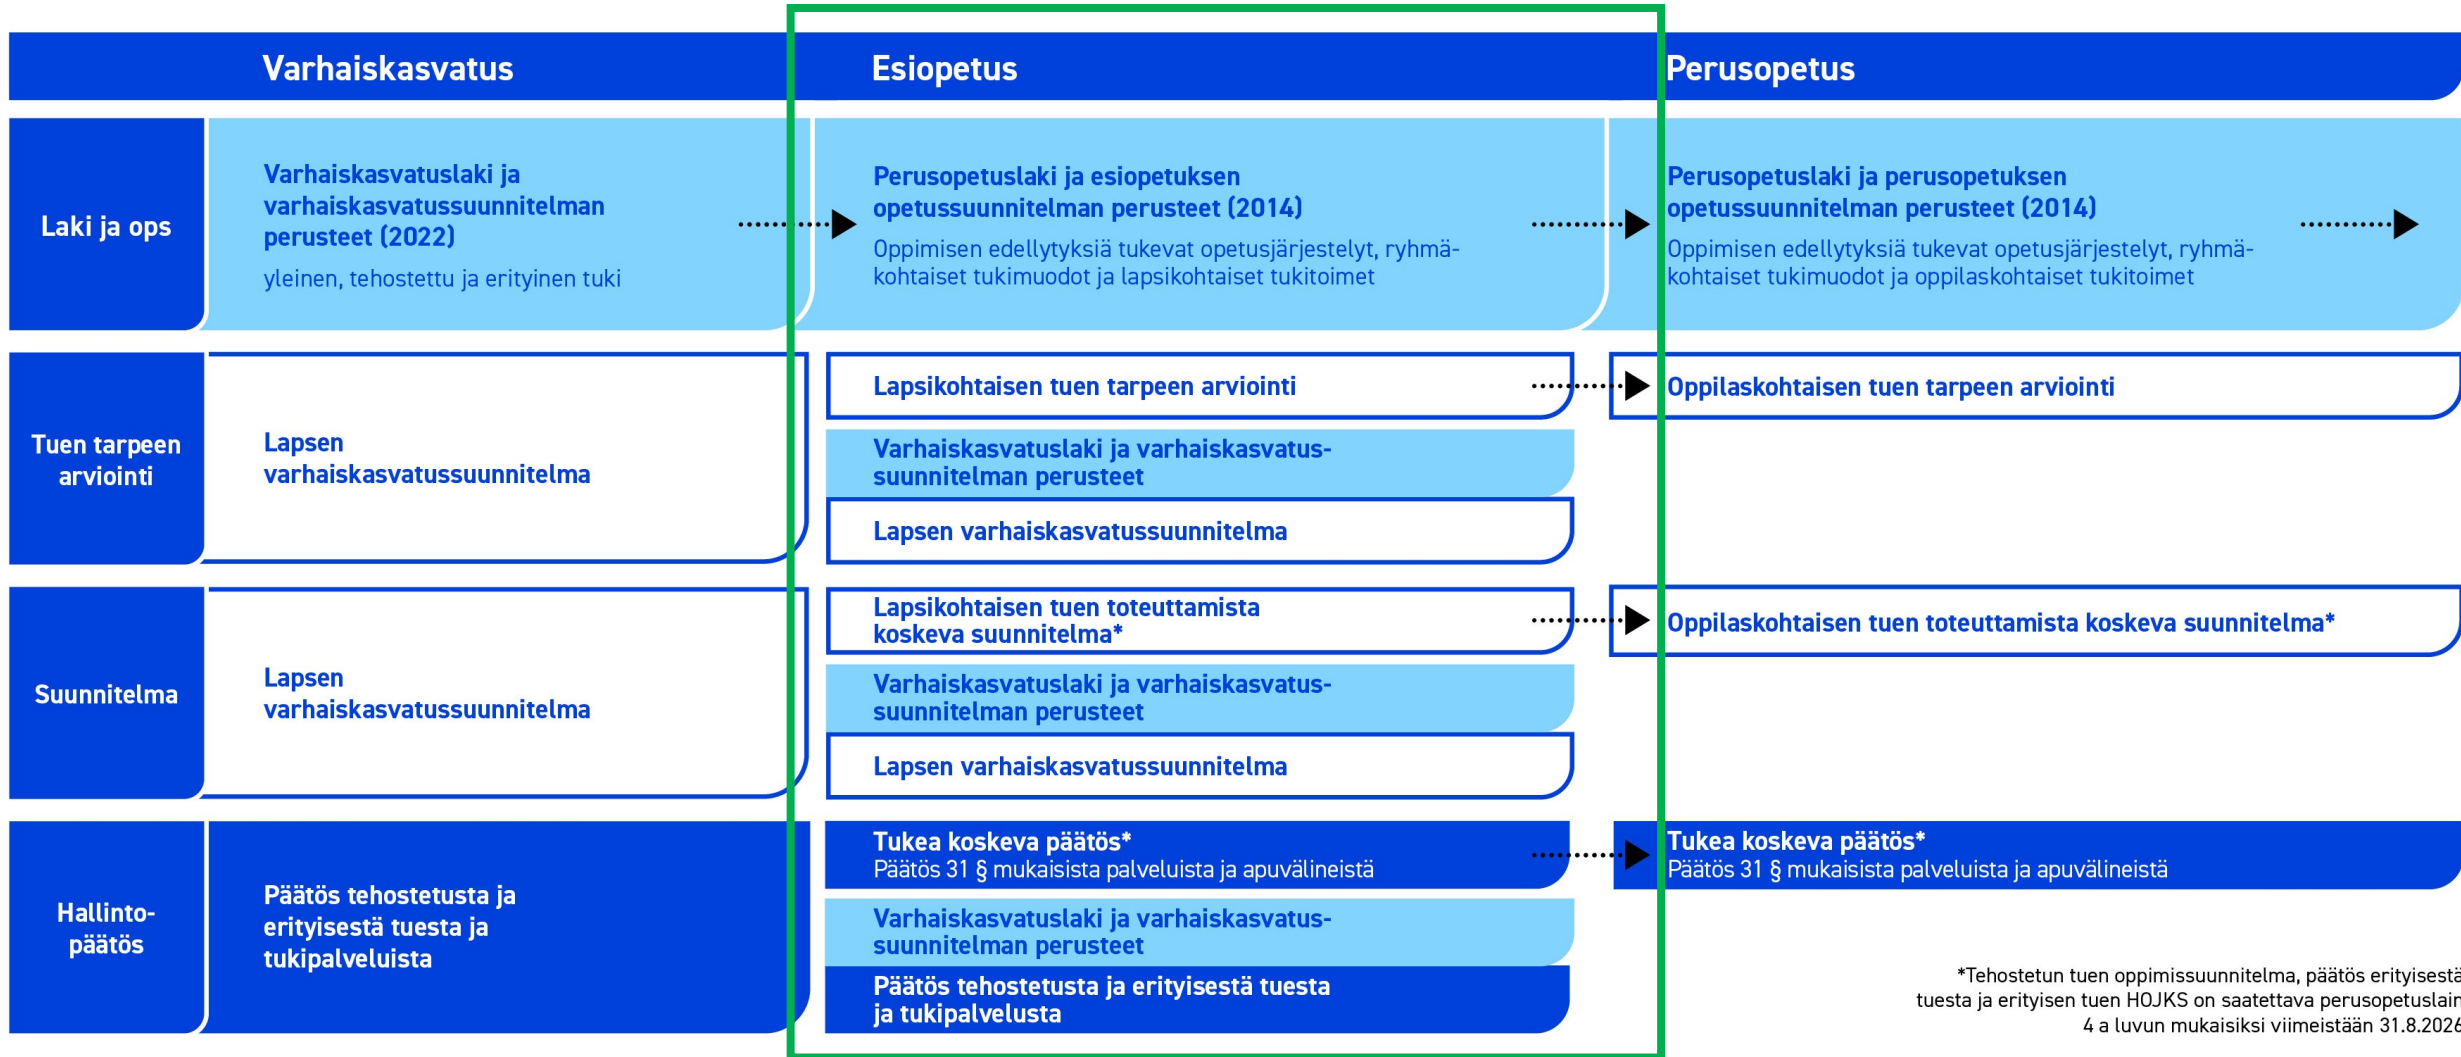 Varhaiskasvatus
Esiopetus
Perusopetus
Laki ja ops
Varhaiskasvatuslaki ja
varhaiskasvatussuunnitelman
perusteet (2022)
yleinen, tehostettu ja erityinen tuki
Perusopetuslaki ja esiopetuksen
opetussuunnitelman perusteet (2014)
Oppimisen edellytyksiä tukevat opetusjärjestelyt, ryhmä-
kohtaiset tukimuodot ja lapsikohtaiset tukitoimet
Perusopetuslaki ja perusopetuksen
opetussuunnitelman perusteet (2014)
Oppimisen edellytyksiä tukevat opetusjärjestelyt, ryhmä-
kohtaiset tukimuodot ja oppilaskohtaiset tukitoimet
Tuen tarpeen
arviointi
Lapsen
varhaiskasvatussuunnitelma
Lapsikohtaisen tuen tarpeen arviointi
Varhaiskasvatuslaki ja varhaiskasvatus-
suunnitelman perusteet
Lapsen varhaiskasvatussuunnitelma
Oppilaskohtaisen tuen tarpeen arviointi
Suunnitelma
Lapsen
varhaiskasvatussuunnitelma
Lapsikohtaisen tuen toteuttamista
koskeva suunnitelma*
Varhaiskasvatuslaki ja varhaiskasvatus-
suunnitelman perusteet
Lapsen varhaiskasvatussuunnitelma
Oppilaskohtaisen tuen toteuttamista koskeva suunnitelma*
Hallinto-
päätös
Päätös tehostetusta ja
erityisestä tuesta ja
tukipalveluista
Tukea koskeva päätös*
Päätös 31 § mukaisista palveluista ja apuvälineistä
Varhaiskasvatuslaki ja varhaiskasvatus-
suunnitelman perusteet
Päätös tehostetusta ja erityisestä tuesta
ja tukipalvelusta
Tukea koskeva päätös*
Päätös 31 § mukaisista palveluista ja apuvälineistä
*Tehostetun tuen oppimissuunnitelma, päätös erityisestä
tuesta ja erityisen tuen HOJKS on saatettava perusopetuslain
4 a luvun mukaisiksi viimeistään 31.8.2026